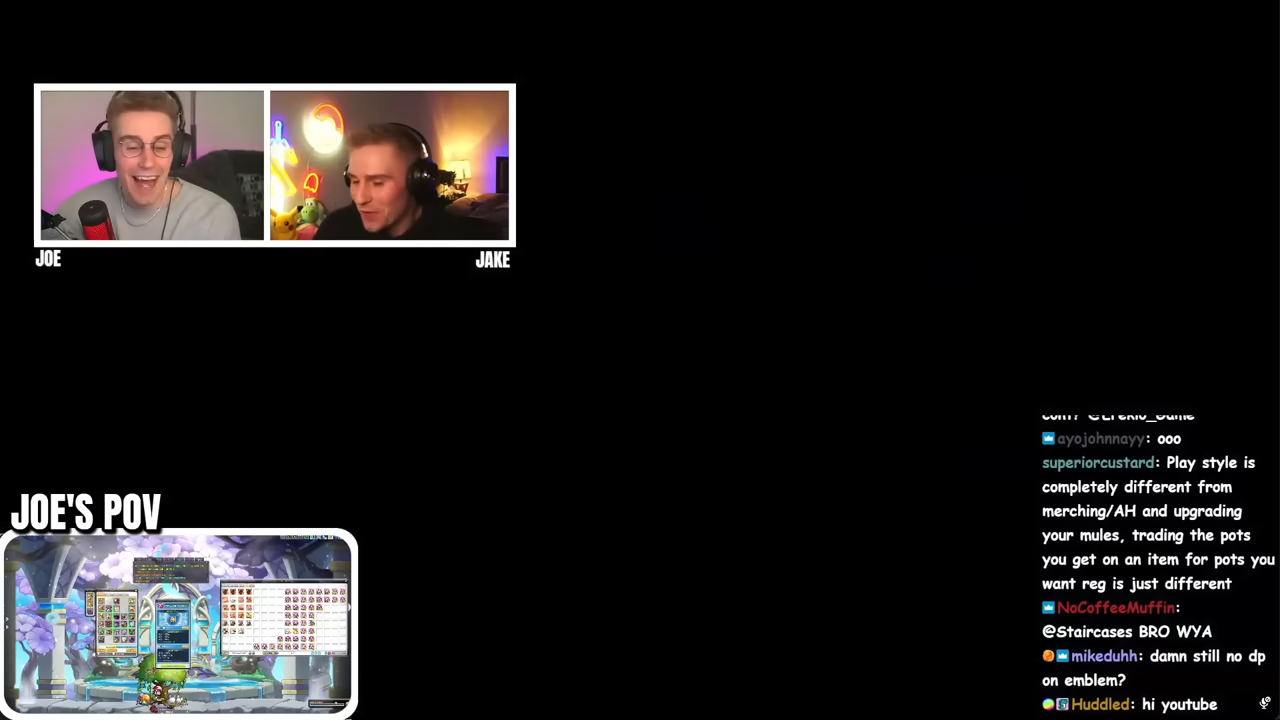 JOE
JAKE
JOE'S POV
ayojohnnayy: ooo
superiorcustard: Play style is
completely different from
merching/AH and upgrading
your mules, trading the pots
you get on an item for pots you
want reg is just different
NoCoffeeMuffin:
@Staircases BRO WYA
mikeduhh: damn still no dp
on emblem?
Huddled: hi youtube